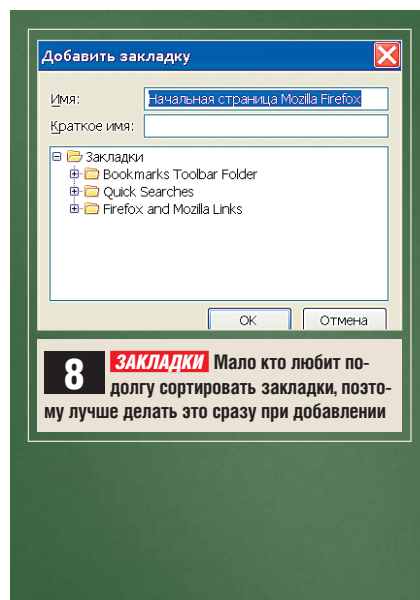 Добавить закладку
Имя: Начальная страница Mozilla Firefox
Краткое имя:
Закладки
Bookmarks Toolbar Folder
Quick Searches
Firefox and Mozilla Links
OK Отмена
8 ЗАКЛАДКИ Мало кто любит по-
долгу сортировать закладки, поэто-
му лучше делать это сразу при добавлении